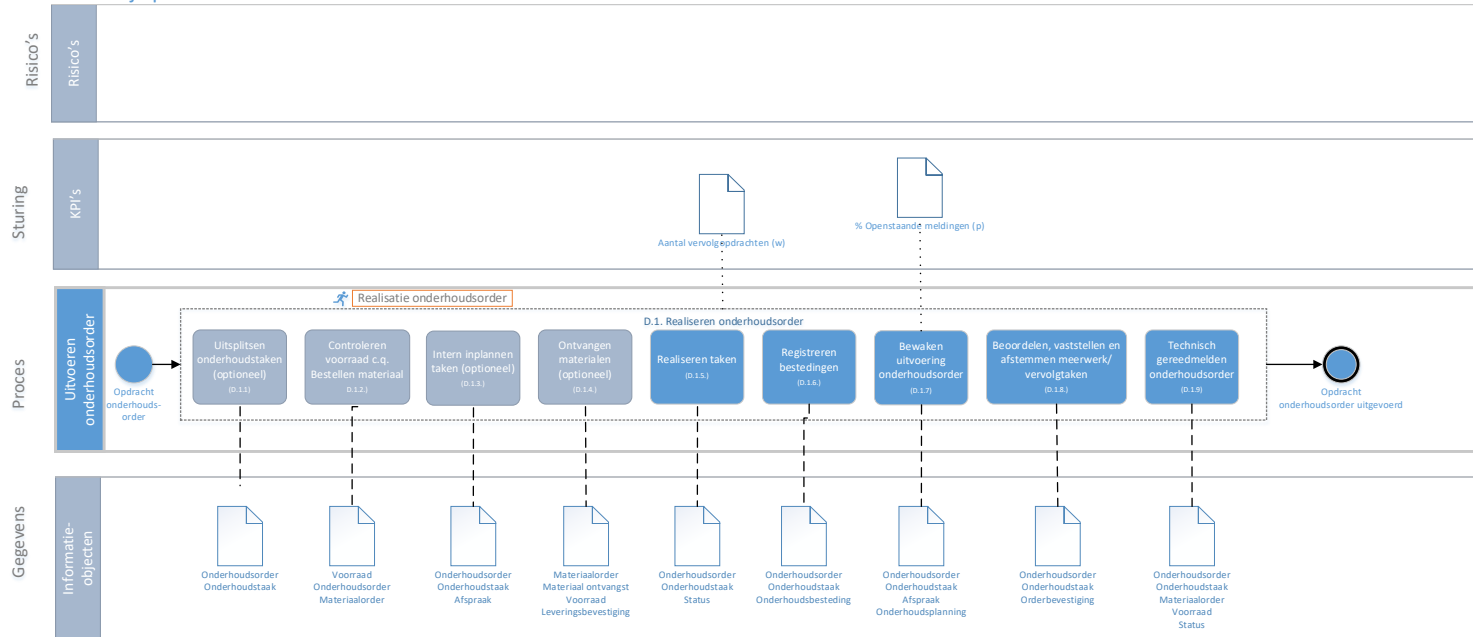 Risico's
Risico's
Sturing
KPI's
Aantal vervolgopdrachten (w)
% Openstaande meldingen (p)
Proces
Uitvoeren
onderhoudsorder
Realisatie onderhoudsorder
D.1. Realiseren onderhoudsorder
Opdracht
onderhouds-
order
Uitsplitsen
onderhoudstaken
(optioneel)
(D.1.1)
Controleren
voorraad c.q.
Bestellen materiaal
(D.1.2.)
Intern inplannen
taken (optioneel)
(D.1.3.)
Ontvangen
materialen
(optioneel)
(D.1.4.)
Realiseren taken
(D.1.5.)
Registreren
bestedingen
(D.1.6.)
Bewaken
uitvoering
onderhoudsorder
(D.1.7)
Beoordelen, vaststellen en
afstemmen meerwerk/
vervolgtaken
(D.1.8.)
Technisch
gereedmelden
onderhoudsorder
(D.1.9)
Opdracht
onderhoudsorder uitgevoerd
Gegevens
Informatie-
objecten
Onderhoudsorder
Onderhoudstaak
Voorraad
Onderhoudsorder
Materiaalorder
Onderhoudsorder
Onderhoudstaak
Afspraak
Materiaalorder
Materiaal ontvangst
Voorraad
Leveringsbevestiging
Onderhoudsorder
Onderhoudstaak
Status
Onderhoudsorder
Onderhoudstaak
Onderhoudsbesteding
Onderhoudsorder
Onderhoudstaak
Afspraak
Onderhoudsplanning
Onderhoudsorder
Onderhoudstaak
Orderbevestiging
Onderhoudsorder
Onderhoudstaak
Materiaalorder
Voorraad
Status